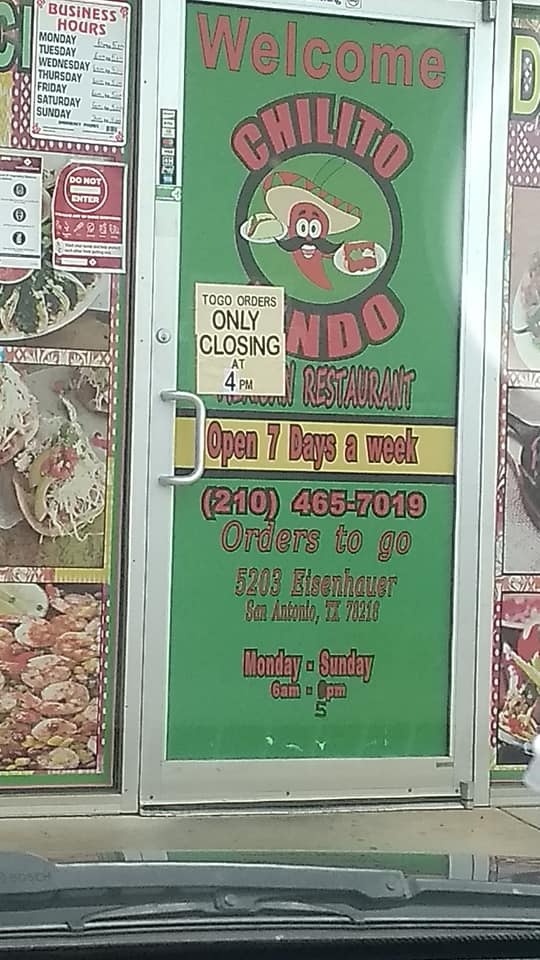 BUSINESS
HOURS
MONDAY
TUESDAY
WEDNESDAY
THURSDAY
FRIDAY
SATURDAY
SUNDAY
DO NOT
ENTER
Welcome
CHILITO
NDO
TOGO ORDERS
ONLY
CLOSING
AT
4 PM
RESTAURANT
Open 7 Days a week
(210) 465-7019
Orders to go
5203 Eisenhauer
San Antonio, TX 78218
Monday - Sunday
6am - pm
5
BOSCH